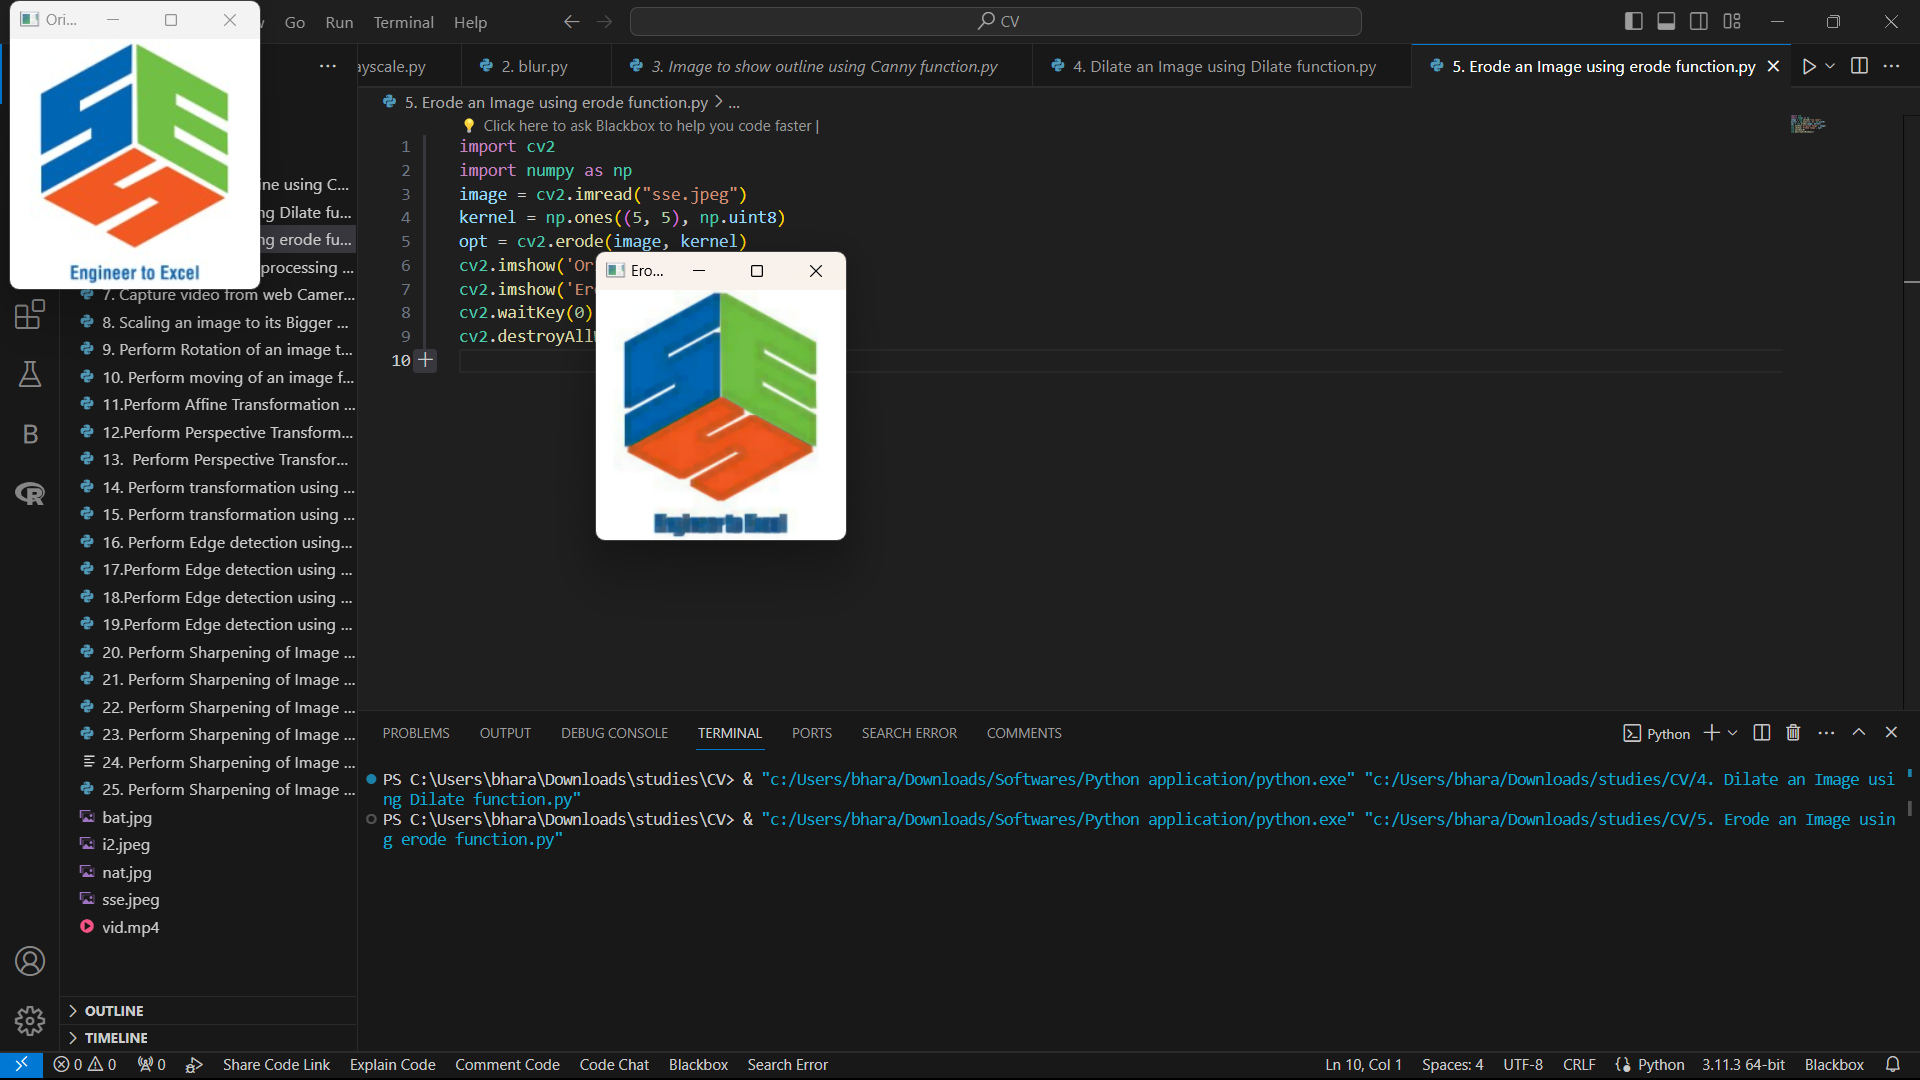 Ori...
Go Run Terminal Help
CV
ayscale.py
2. blur.py
3. Image to show outline using Canny function.py
4. Dilate an Image using Dilate function.py
5. Erode an Image using erode function.py
5. Erode an Image using erode function.py > ...
Click here to ask Blackbox to help you code faster |
1 import cv2
2 import numpy as np
3 image = cv2.imread("sse.jpeg")
4 kernel = np.ones((5, 5), np.uint8)
5 opt = cv2.erode(image, kernel)
6 cv2.imshow('Or
7 cv2.imshow('Er
8 cv2.waitKey(0)
9 cv2.destroyAll
10
SES
Engineer to Excel
Ero...
SES
Engineer to Excel
ine using C...
ng Dilate fu...
ng erode fu...
processing ...
7. Capture video from web Camer...
8. Scaling an image to its Bigger ...
9. Perform Rotation of an image t...
10. Perform moving of an image f...
11.Perform Affine Transformation ...
12.Perform Perspective Transform...
13. Perform Perspective Transfor...
14. Perform transformation using ...
15. Perform transformation using ...
16. Perform Edge detection using...
17.Perform Edge detection using ...
18.Perform Edge detection using ...
19.Perform Edge detection using ...
20. Perform Sharpening of Image ...
21. Perform Sharpening of Image ...
22. Perform Sharpening of Image ...
23. Perform Sharpening of Image ...
24. Perform Sharpening of Image ...
25. Perform Sharpening of Image ...
bat.jpg
i2.jpeg
nat.jpg
sse.jpeg
vid.mp4
OUTLINE
TIMELINE
PROBLEMS OUTPUT DEBUG CONSOLE TERMINAL PORTS SEARCH ERROR COMMENTS
Python
PS C:\Users\bhara\Downloads\studies\CV> & "c:/Users/bhara/Downloads/Softwares/Python application/python.exe" "c:/Users/bhara/Downloads/studies/CV/4. Dilate an Image usi
ng Dilate function.py"
PS C:\Users\bhara\Downloads\studies\CV> & "c:/Users/bhara/Downloads/Softwares/Python application/python.exe" "c:/Users/bhara/Downloads/studies/CV/5. Erode an Image usin
g erode function.py"
0 0 0 Share Code Link Explain Code Comment Code Code Chat Blackbox Search Error
Ln 10, Col 1 Spaces: 4 UTF-8 CRLF Python 3.11.3 64-bit Blackbox